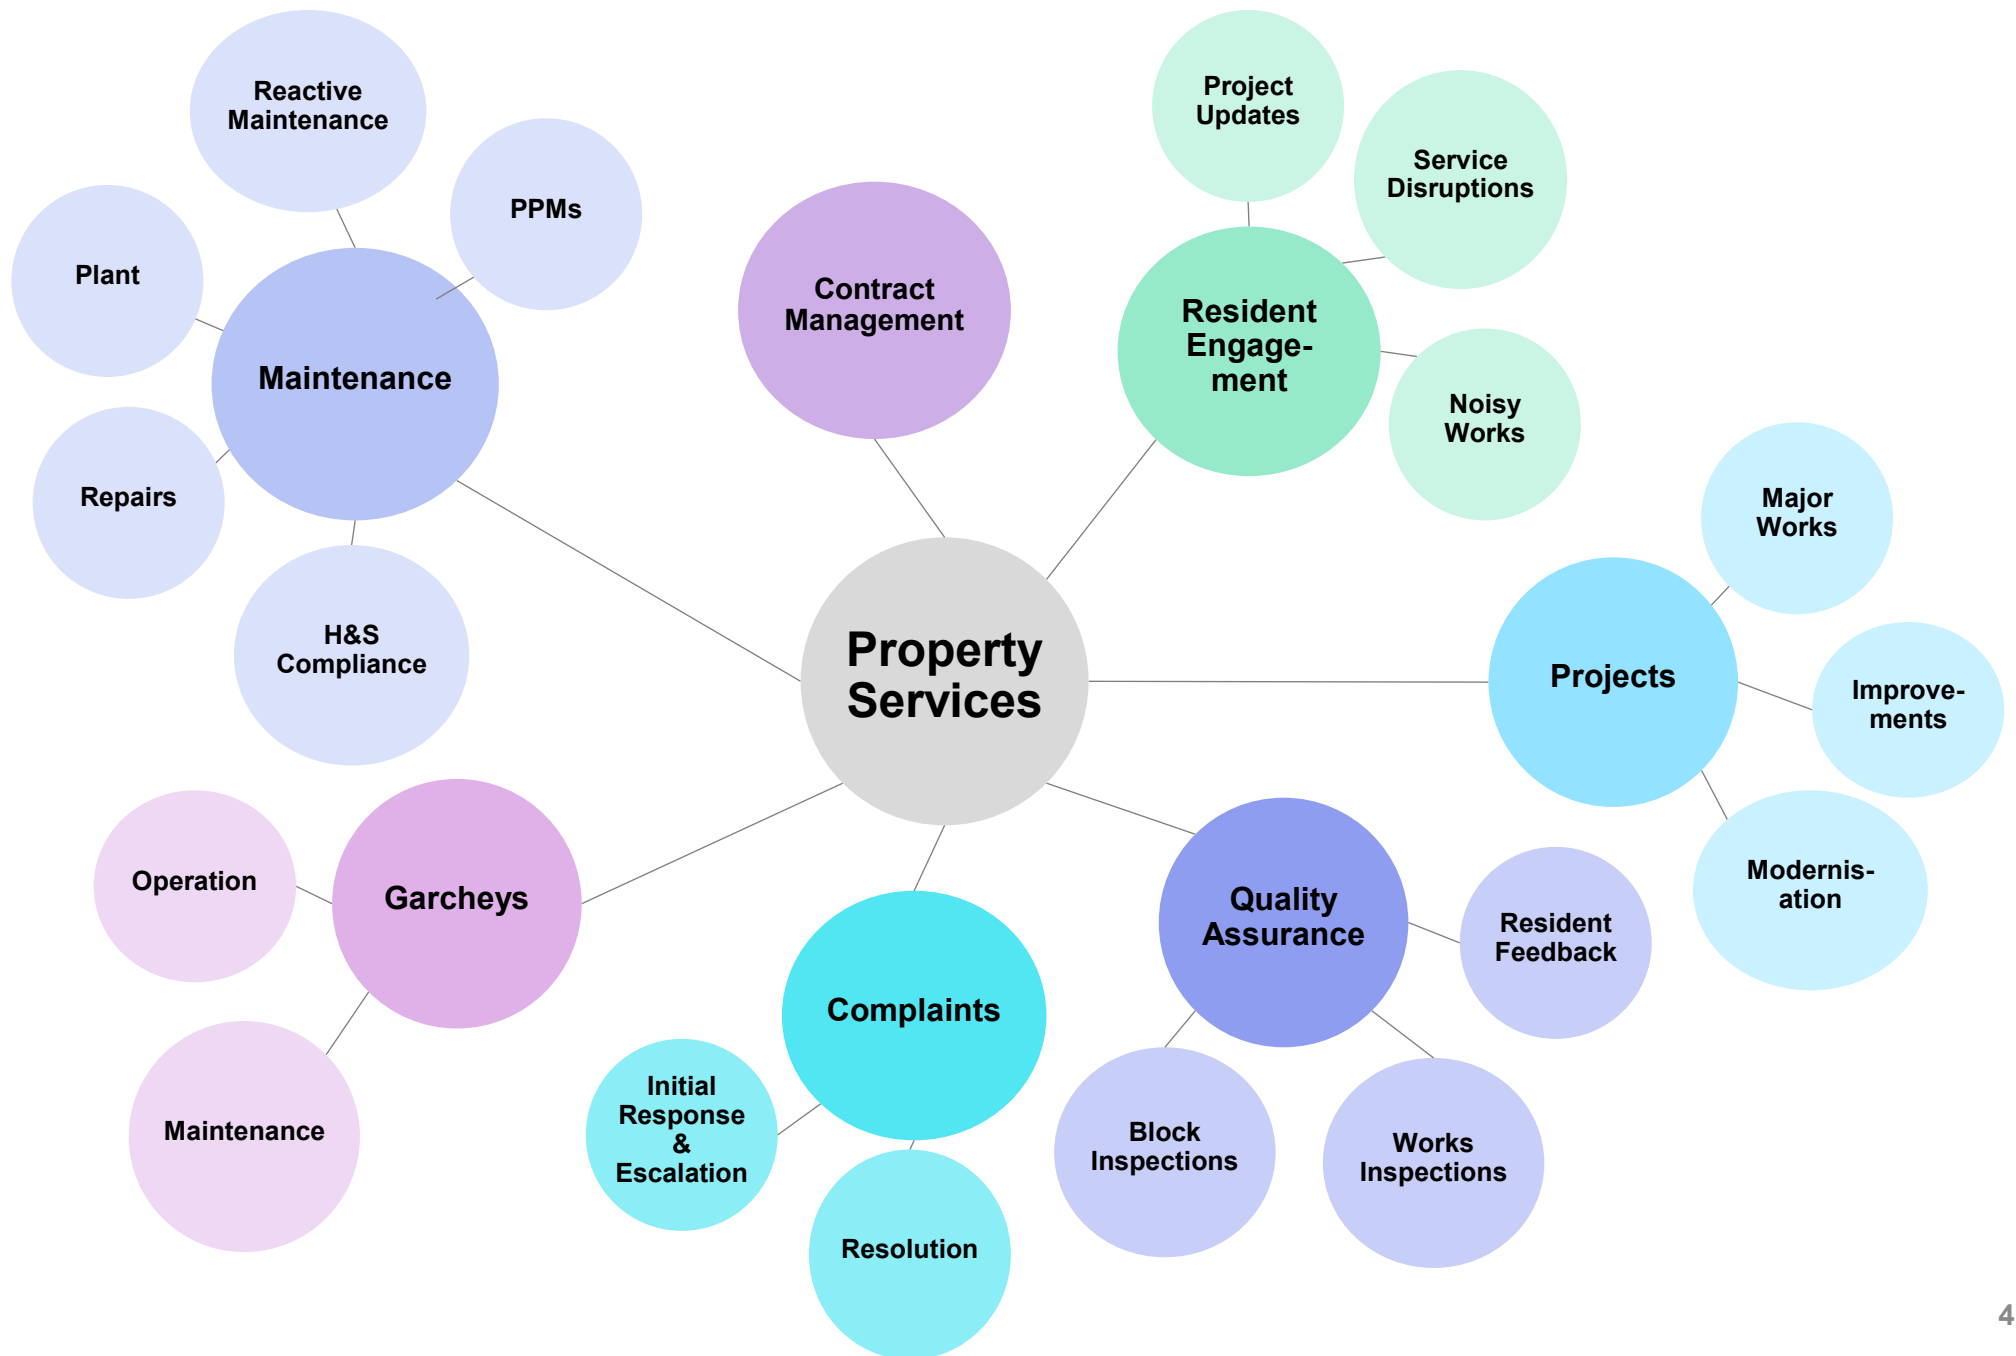 Reactive
Maintenance
PPMs
Plant
Maintenance
Repairs
H&S
Compliance
Contract
Management
Project
Updates
Service
Disruptions
Resident
Engage-
ment
Noisy
Works
Major
Works
Projects
Improve-
ments
Modernis-
ation
Property
Services
Operation
Garcheys
Maintenance
Complaints
Initial
Response
&
Escalation
Resolution
Quality
Assurance
Resident
Feedback
Block
Inspections
Works
Inspections
4